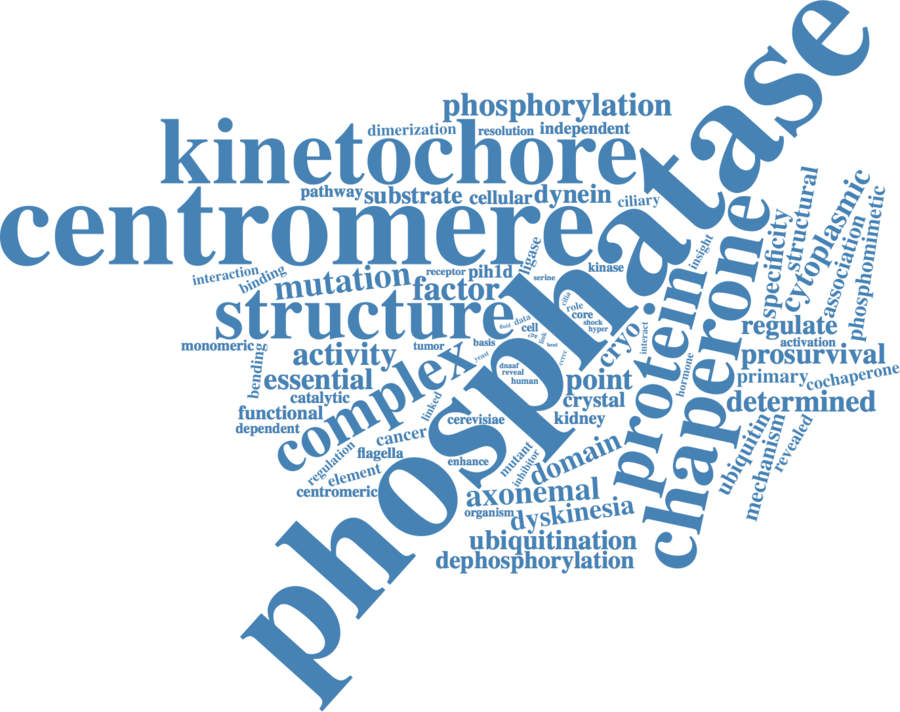 phosphatase
phosphorylation
dimerization
resolution
independent
kinetochore
pathway
substrate
cellular
dynein
ciliary
centromere
ligase
kinase
insight
interaction
binding
mutation
receptor
pih1d
serine
factor
structure
cilia
role
core
shock
hyper
fluid
data
cell
link
cryo
interact
protein
chaperone
specificity
structural
cytoplasmic
association
phosphomimetic
monomeric
bending
activity
tumor
basis
yeast
regulate
activation
prosurvival
primary
cochaperone
determined
hormone
essential
catalytic
complex
dnaaf
reveal
human
point
crystal
kidney
functional
dependent
linked
cerevisiae
cancer
flagella
regulation
element
centromeric
enhance
mutant
inhibitor
domain
ubiquitin
mechanism
revealed
axonemal
organism
dyskinesia
ubiquitination
dephosphorylation